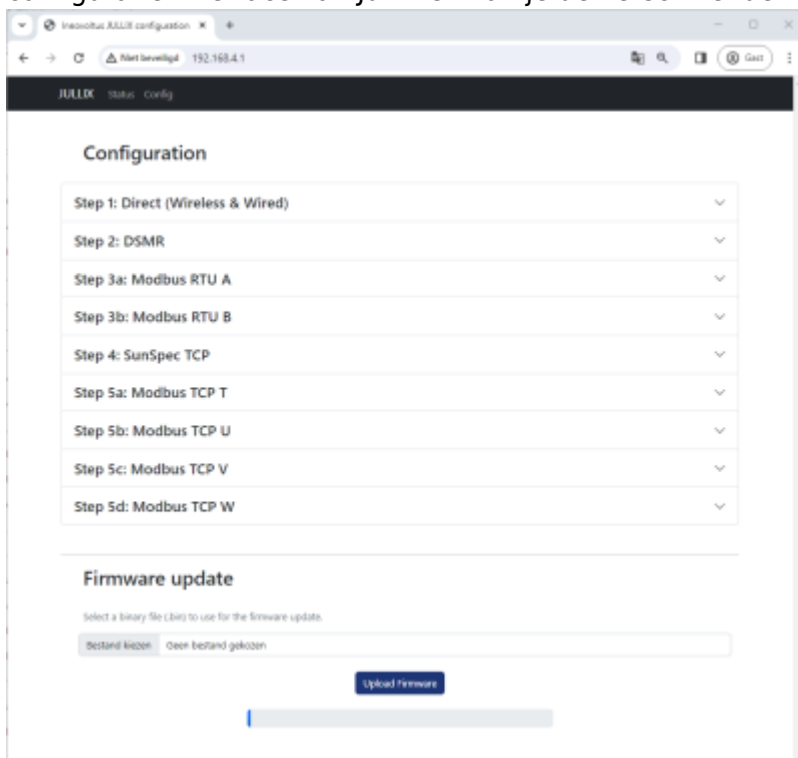 Ineovoltus JULLIX configuration
Niet beveiligd 192.168.4.1
Gast
JULLIX Status Config
Configuration
Step 1: Direct (Wireless & Wired)
Step 2: DSMR
Step 3a: Modbus RTU A
Step 3b: Modbus RTU B
Step 4: SunSpec TCP
Step 5a: Modbus TCP T
Step 5b: Modbus TCP U
Step 5c: Modbus TCP V
Step 5d: Modbus TCP W
Firmware update
Select a binary file (.bin) to use for the firmware update.
Bestand kiezen Geen bestand gekozen
Upload Firmware